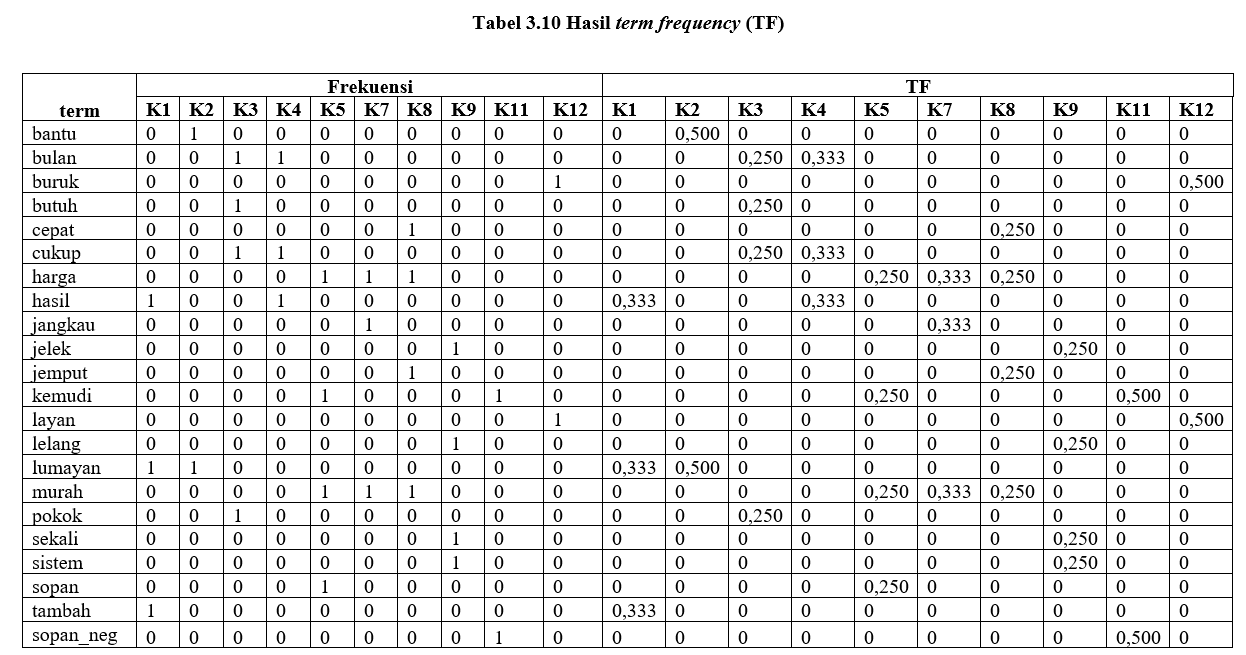 Tabel 3.10 Hasil term frequency (TF)
Frekuensi TF
term K1 K2 K3 K4 K5 K7 K8 K9 K11 K12 K1 K2 K3 K4 K5 K7 K8 K9 K11 K12
bantu 0 1 0 0 0 0 0 0 0 0 0 0,500 0 0 0 0 0 0 0 0
bulan 0 0 1 1 0 0 0 0 0 0 0 0 0,250 0,333 0 0 0 0 0 0
buruk 0 0 0 0 0 0 0 0 0 1 0 0 0 0 0 0 0 0 0 0,500
butuh 0 0 1 0 0 0 0 0 0 0 0 0 0,250 0 0 0 0 0 0 0
cepat 0 0 0 0 0 0 1 0 0 0 0 0 0 0 0 0 0,250 0 0 0
cukup 0 0 1 1 0 0 0 0 0 0 0 0 0,250 0,333 0 0 0 0 0 0
harga 0 0 0 0 1 1 1 0 0 0 0 0 0 0 0,250 0,333 0,250 0 0 0
hasil 1 0 0 1 0 0 0 0 0 0 0,333 0 0 0,333 0 0 0 0 0 0
jangkau 0 0 0 0 0 1 0 0 0 0 0 0 0 0 0 0,333 0 0 0 0
jelek 0 0 0 0 0 0 0 1 0 0 0 0 0 0 0 0 0 0,250 0 0
jemput 0 0 0 0 0 0 1 0 0 0 0 0 0 0 0 0 0,250 0 0 0
kemudi 0 0 0 0 1 0 0 0 1 0 0 0 0 0 0,250 0 0 0 0,500 0
layan 0 0 0 0 0 0 0 0 0 1 0 0 0 0 0 0 0 0 0 0,500
lelang 0 0 0 0 0 0 0 1 0 0 0 0 0 0 0 0 0 0,250 0 0
lumayan 1 1 0 0 0 0 0 0 0 0 0,333 0,500 0 0 0 0 0 0 0 0
murah 0 0 0 0 1 1 1 0 0 0 0 0 0 0 0,250 0,333 0,250 0 0 0
pokok 0 0 1 0 0 0 0 0 0 0 0 0 0,250 0 0 0 0 0 0 0
sekali 0 0 0 0 0 0 0 1 0 0 0 0 0 0 0 0 0 0,250 0 0
sistem 0 0 0 0 0 0 0 1 0 0 0 0 0 0 0 0 0 0,250 0 0
sopan 0 0 0 0 1 0 0 0 0 0 0 0 0 0 0,250 0 0 0 0 0
tambah 1 0 0 0 0 0 0 0 0 0 0,333 0 0 0 0 0 0 0 0 0
sopan_neg 0 0 0 0 0 0 0 0 1 0 0 0 0 0 0 0 0 0 0,500 0